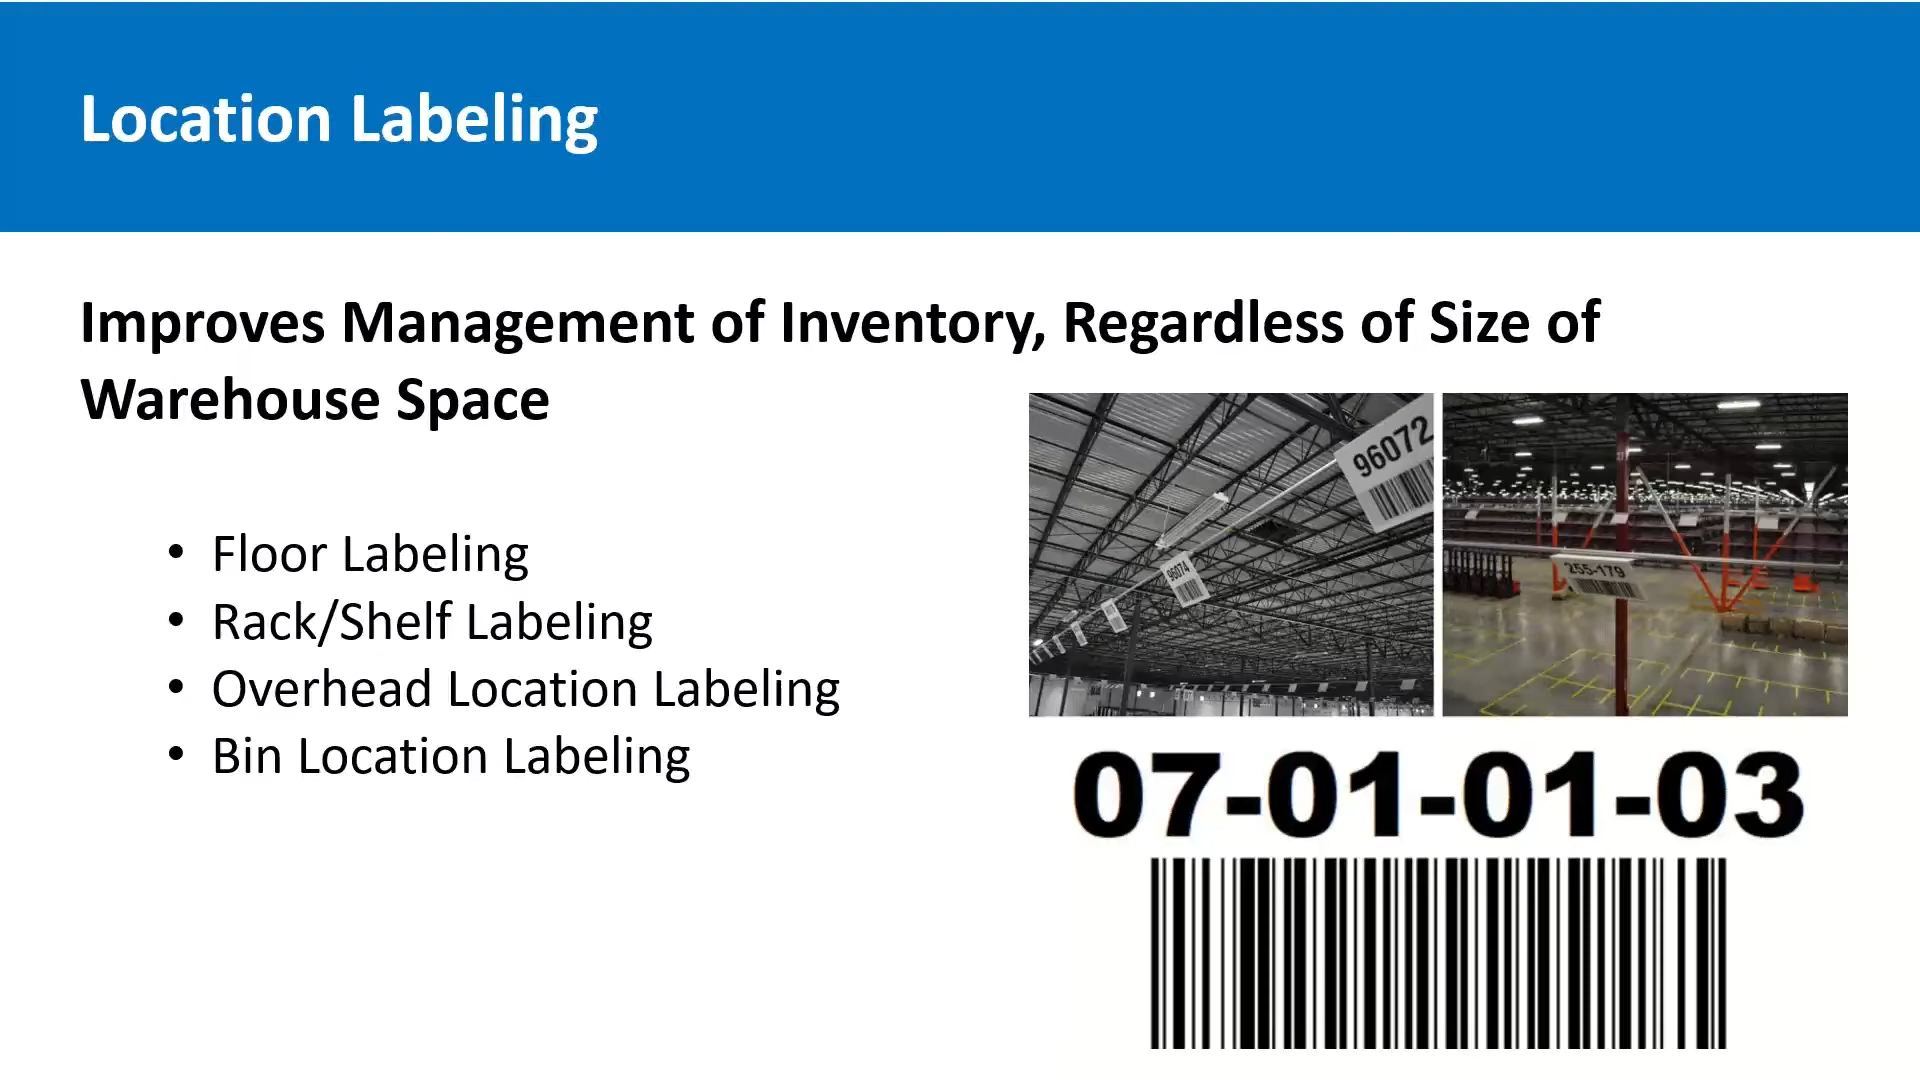 Location Labeling
Improves Management of Inventory, Regardless of Size of
Warehouse Space
• Floor Labeling
• Rack/Shelf Labeling
• Overhead Location Labeling
• Bin Location Labeling
96072
96074
255-179
07-01-01-03